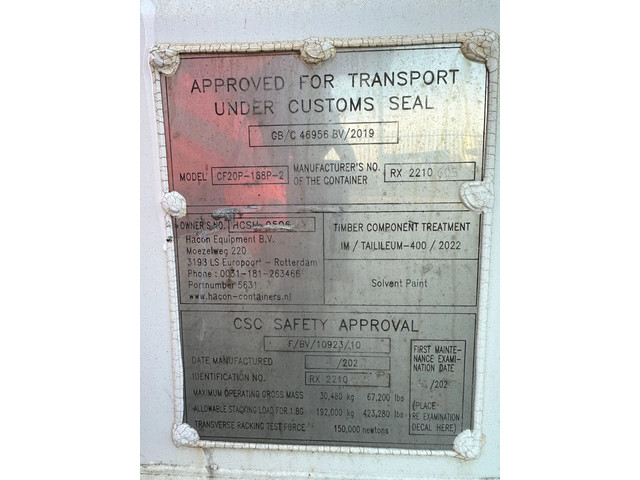 APPROVED FOR TRANSPORT
UNDER CUSTOMS SEAL
GB/C 46956 BV/2019
MODEL CF20P-188P-2
MANUFACTURER'S NO.
OF THE CONTAINER
RX 2210
OWNER'S NO.
Hacon Equipment B.V.
Moezelweg 220
3193 LS Europoort - Rotterdam
Phone : 0031-181-263466
Portnumber 5631
www.hacon-containers.nl
TIMBER COMPONENT TREATMENT
IM / TAILILEUM-400 / 2022
Solvent Paint
CSC SAFETY APPROVAL
F/BV/10923/10
DATE MANUFACTURED /202
IDENTIFICATION NO. RX 2210
MAXIMUM OPERATING GROSS MASS 30,480 kg 67,200 lbs
ALLOWABLE STACKING LOAD FOR 1.8G 192,000 kg 423,280 lbs
TRANSVERSE RACKING TEST FORCE 150,000 newtons
FIRST MAINTE-
NANCE EXAMI-
NATION DATE
/202
(PLACE
RE EXAMINATION
DECAL HERE)